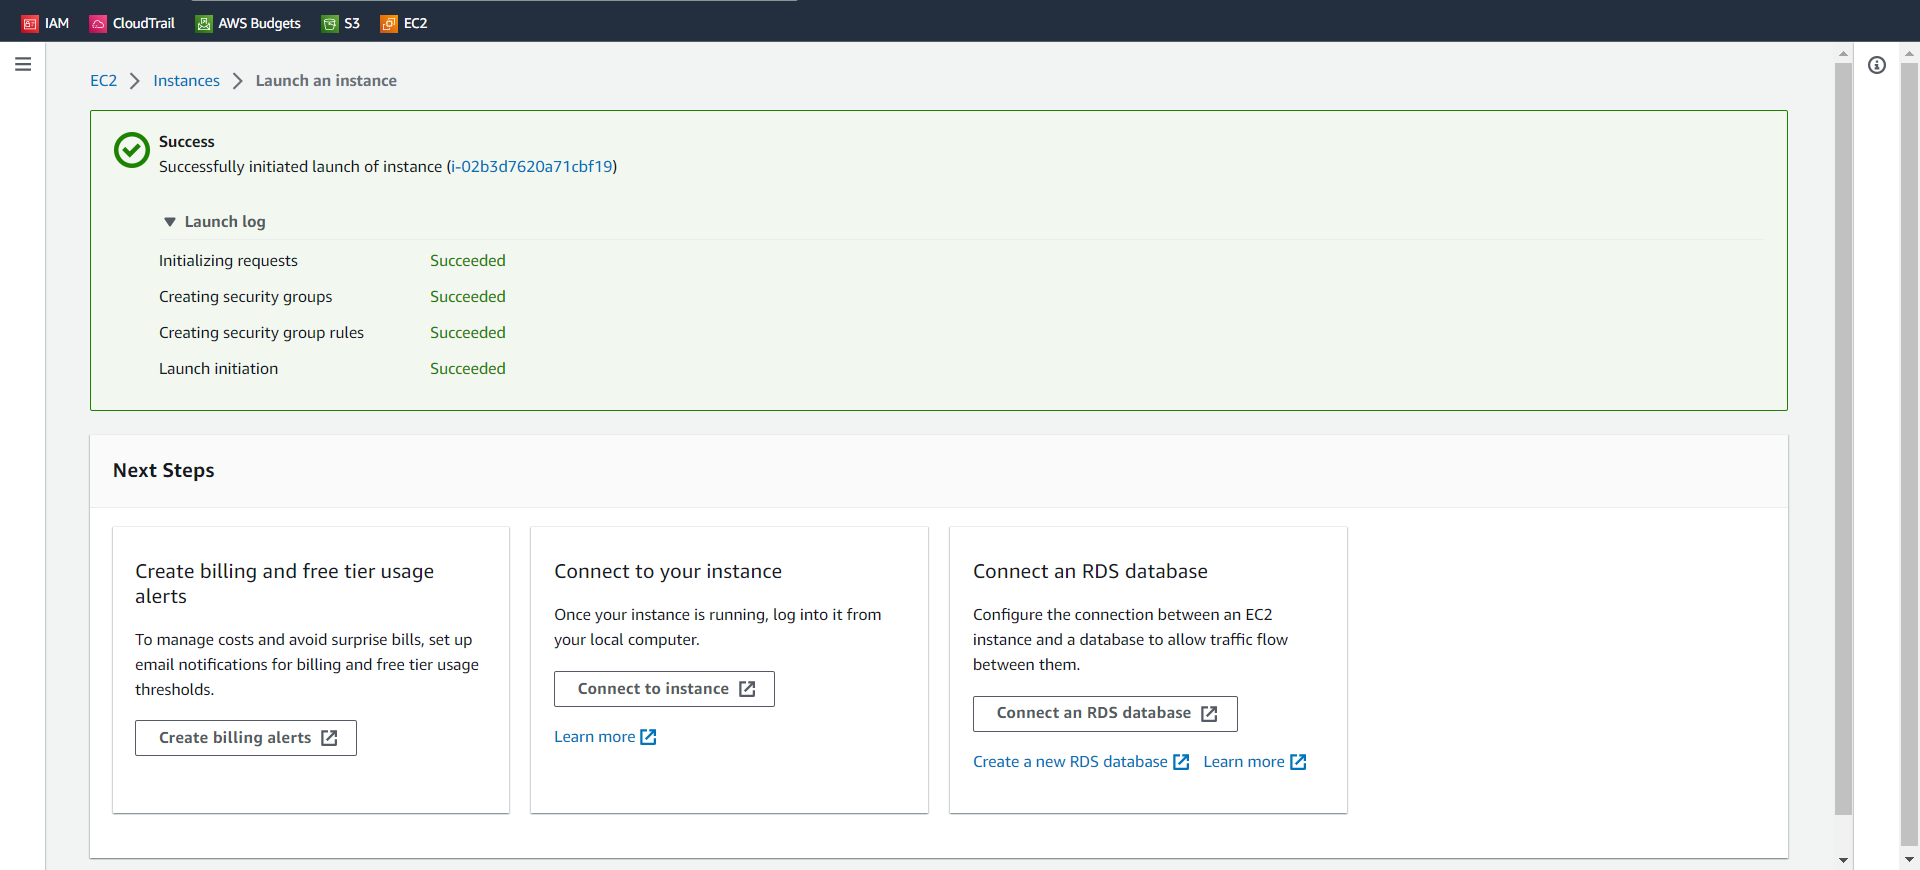 IAM CloudTrail AWS Budgets S3 EC2
EC2 Instances Launch an instance
Success
Successfully initiated launch of instance (i-02b3d7620a71cbf19)
Launch log
Initializing requests Succeeded
Creating security groups Succeeded
Creating security group rules Succeeded
Launch initiation Succeeded
Next Steps
Create billing and free tier usage
alerts
To manage costs and avoid surprise bills, set up
email notifications for billing and free tier usage
thresholds.
Create billing alerts
Connect to your instance
Once your instance is running, log into it from
your local computer.
Connect to instance
Learn more
Connect an RDS database
Configure the connection between an EC2
instance and a database to allow traffic flow
between them.
Connect an RDS database
Create a new RDS database Learn more